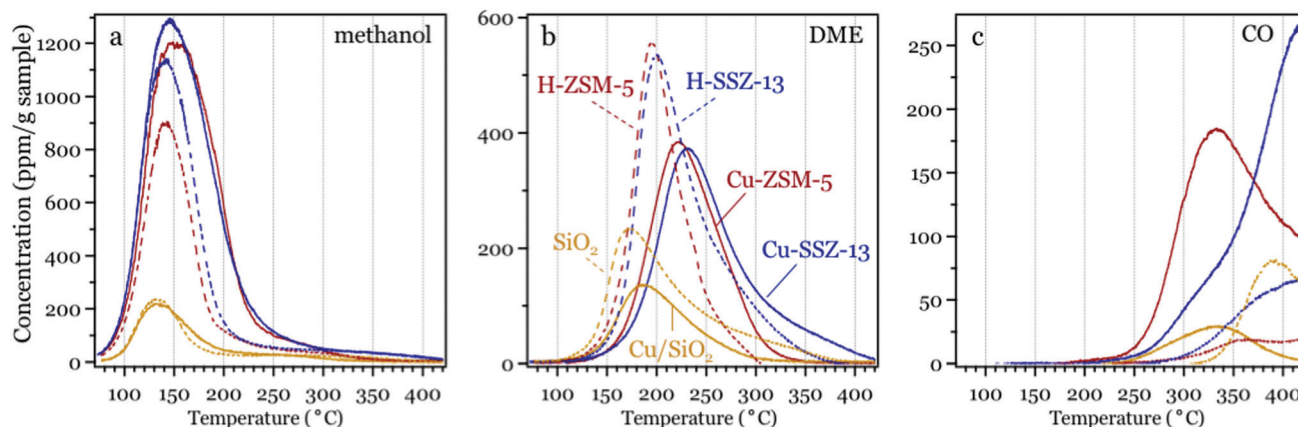 Concentration (ppm/g sample)
1200
1000
800
600
400
200
0
a
methanol
100
150
200
250
300
350
400
Temperature (°C)
600
400
200
0
b
DME
H-ZSM-5
H-SSZ-13
Cu-ZSM-5
SiO₂
Cu-SSZ-13
Cu/SiO₂
100
150
200
250
300
350
400
Temperature (°C)
250
200
150
100
50
0
c
CO
100
150
200
250
300
350
400
Temperature (°C)